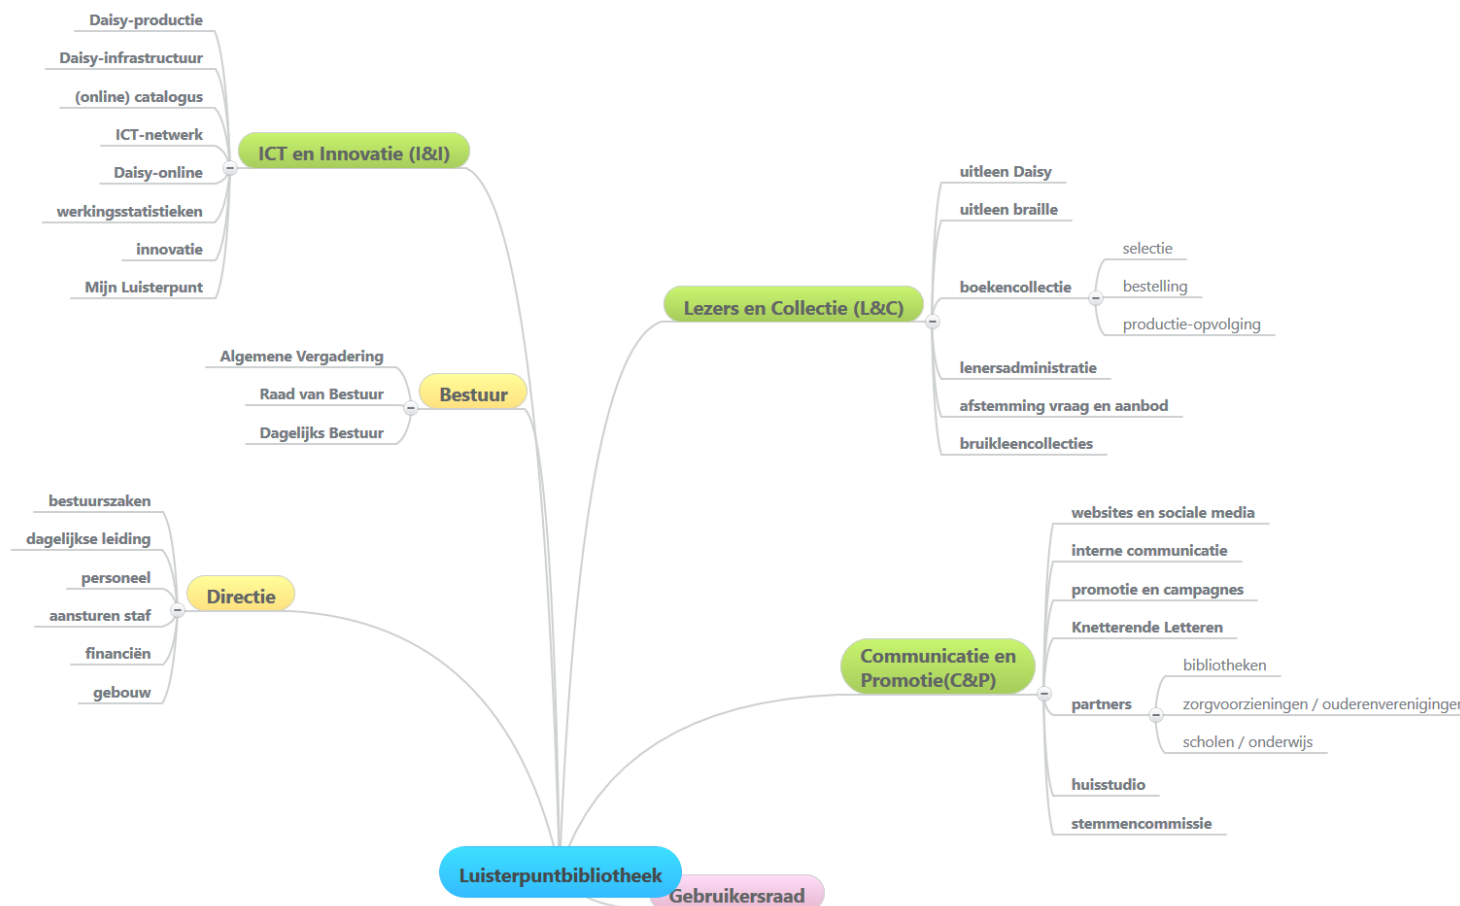 Daisy-productie
Daisy-infrastructuur
(online) catalogus
ICT-netwerk
Daisy-online
werkingsstatistieken
innovatie
Mijn Luisterpunt
ICT en Innovatie (I&I)
Algemene Vergadering
Raad van Bestuur
Dagelijks Bestuur
Bestuur
bestuurszaken
dagelijkse leiding
personeel
aansturen staf
financiën
gebouw
Directie
Lezers en Collectie (L&C)
uitleen Daisy
uitleen braille
boekencollectie
selectie
bestelling
productie-opvolging
lenersadministratie
afstemming vraag en aanbod
bruikleencollecties
Communicatie en
Promotie(C&P)
websites en sociale media
interne communicatie
promotie en campagnes
Knetterende Letteren
partners
bibliotheken
zorgvoorzieningen / ouderenverenigingen
scholen / onderwijs
huisstudio
stemmencommissie
Luisterpuntbibliotheek
Gebruikersraad